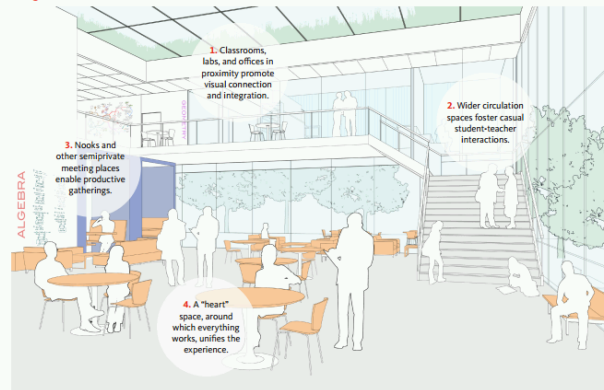 1. Classrooms,
labs, and offices in
proximity promote
visual connection
and integration.
2. Wider circulation
spaces foster casual
student-teacher
interactions.
3. Nooks and
other semiprivate
meeting places
enable productive
gatherings.
ALGEBRA
4. A "heart"
space, around
which everything
works, unifies the
experience.